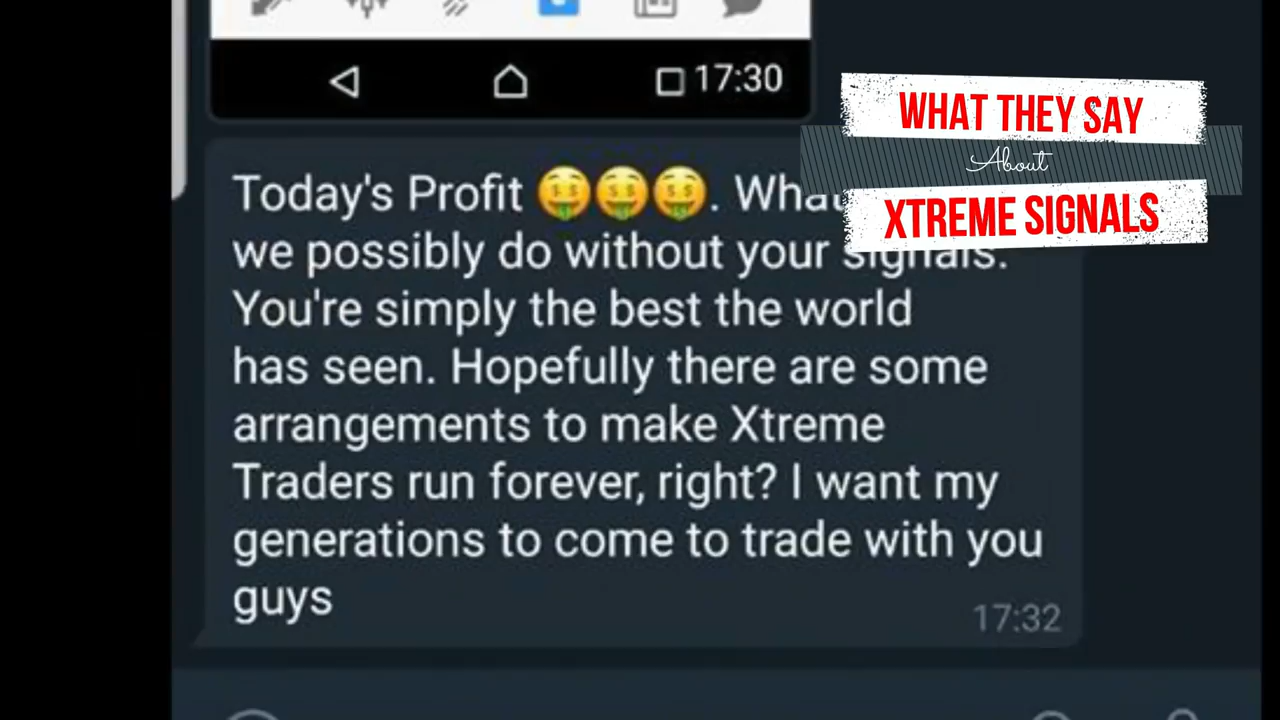 17:30
WHAT THEY SAY
About
XTREME SIGNALS
Today's Profit 🤑🤑🤑.
we possibly do without your signals.
You're simply the best the world
has seen. Hopefully there are some
arrangements to make Xtreme
Traders run forever, right? I want my
generations to come to trade with you
guys
17:32